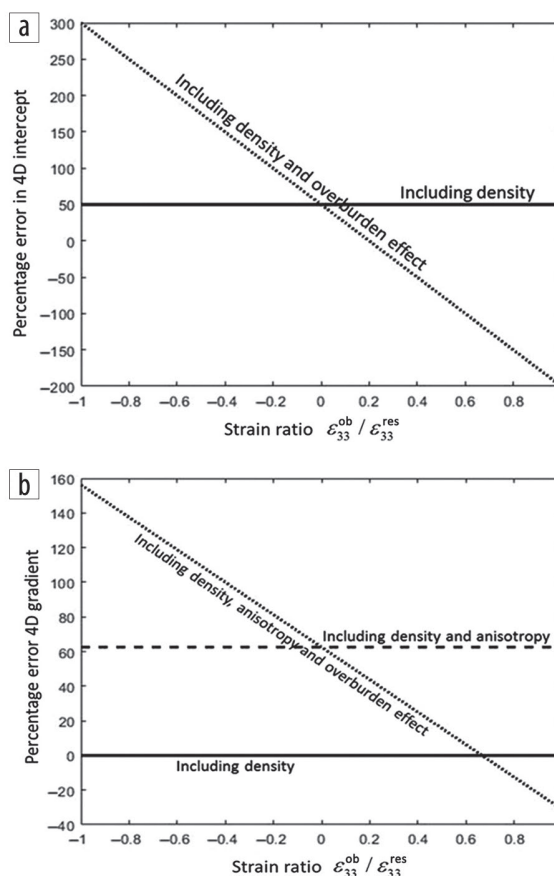 a
Percentage error in 4D intercept
300
250
200
150
100
50
0
−50
−100
−150
−200
Including density and overburden effect
Including density
−1 −0.8 −0.6 −0.4 −0.2 0 0.2 0.4 0.6 0.8
Strain ratio ε₃₃ᵒᵇ / ε₃₃ʳᵉˢ
b
Percentage error 4D gradient
160
140
120
100
80
60
40
20
0
−20
−40
Including density, anisotropy and overburden effect
Including density and anisotropy
Including density
−1 −0.8 −0.6 −0.4 −0.2 0 0.2 0.4 0.6 0.8
Strain ratio ε₃₃ᵒᵇ / ε₃₃ʳᵉˢ